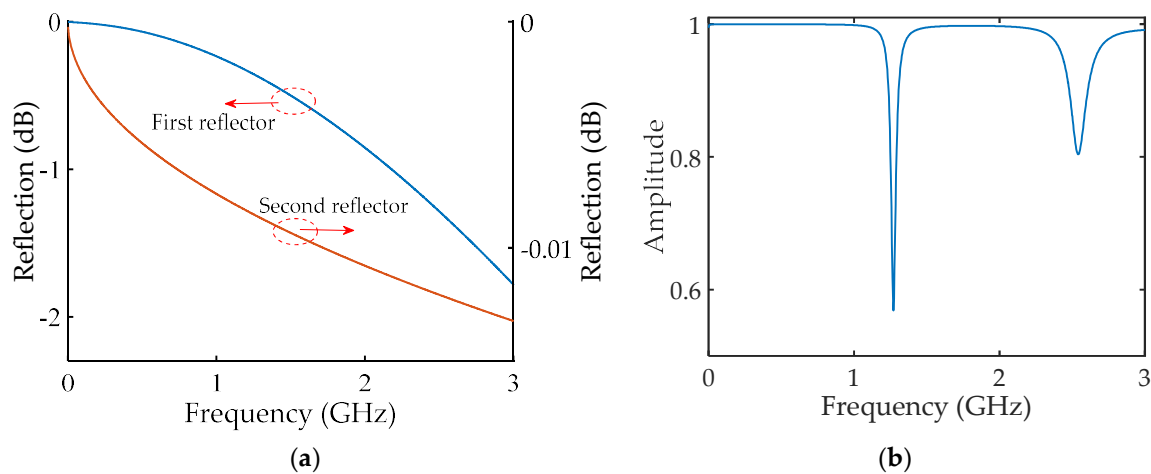 0
-1
-2
Reflection (dB)
0
-0.01
Reflection (dB)
First reflector
Second reflector
0
1
2
3
Frequency (GHz)
(a)
1
0.8
0.6
Amplitude
0
1
2
3
Frequency (GHz)
(b)